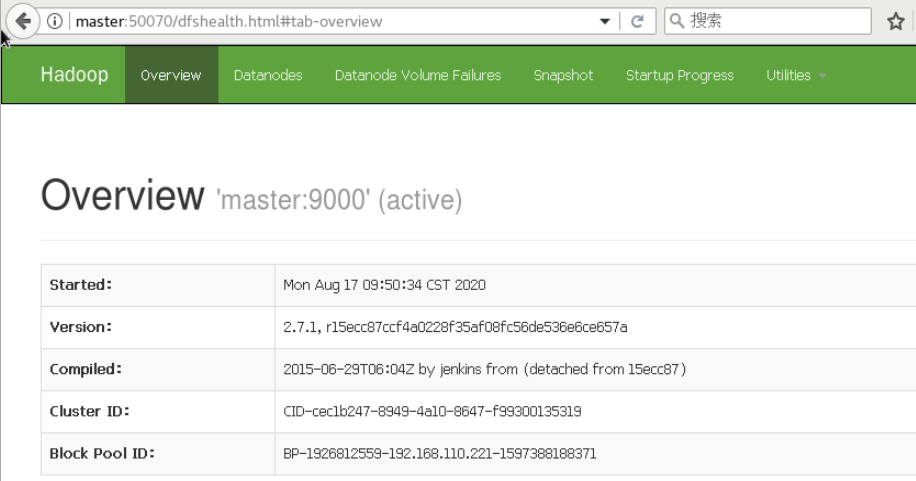 master:50070/dfshealth.html#tab-overview 搜索
Hadoop Overview Datanodes Datanode Volume Failures Snapshot Startup Progress Utilities
Overview 'master:9000' (active)
Started: Mon Aug 17 09:50:34 CST 2020
Version: 2.7.1, r15ecc87ccf4a0228f35af08fc56de536e6ce657a
Compiled: 2015-06-29T06:04Z by jenkins from (detached from 15ecc87)
Cluster ID: CID-cec1b247-8949-4a10-8647-f99300135319
Block Pool ID: BP-1926812559-192.168.110.221-1597388188371